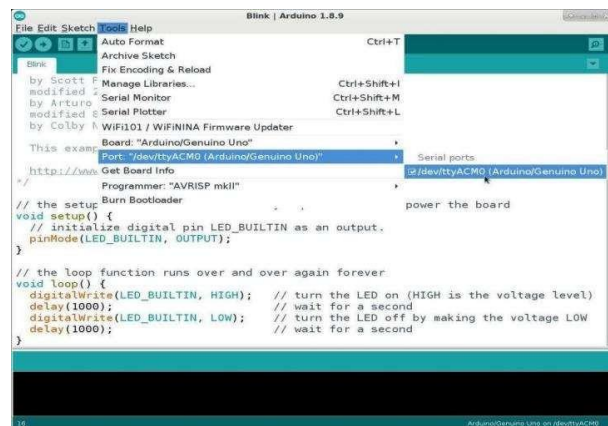 Blink | Arduino 1.8.9
File Edit Sketch Tools Help
Auto Format Ctrl+T
Archive Sketch
Fix Encoding & Reload
Manage Libraries... Ctrl+Shift+I
Serial Monitor Ctrl+Shift+M
Serial Plotter Ctrl+Shift+L
WiFi101 / WiFiNINA Firmware Updater
Board: "Arduino/Genuino Uno"
Port: "/dev/ttyACM0 (Arduino/Genuino Uno)"
Get Board Info
Programmer: "AVRISP mkII"
Burn Bootloader
Serial ports
/dev/ttyACM0 (Arduino/Genuino Uno)
Blink
by Scott F
modified 2
by Arturo
modified 8
by Colby N
This examp
http://www
*/
// the setup power the board
void setup() {
// initialize digital pin LED_BUILTIN as an output.
pinMode(LED_BUILTIN, OUTPUT);
}
// the loop function runs over and over again forever
void loop() {
digitalWrite(LED_BUILTIN, HIGH); // turn the LED on (HIGH is the voltage level)
delay(1000); // wait for a second
digitalWrite(LED_BUILTIN, LOW); // turn the LED off by making the voltage LOW
delay(1000); // wait for a second
}
16 Arduino/Genuino Uno on /dev/ttyACM0